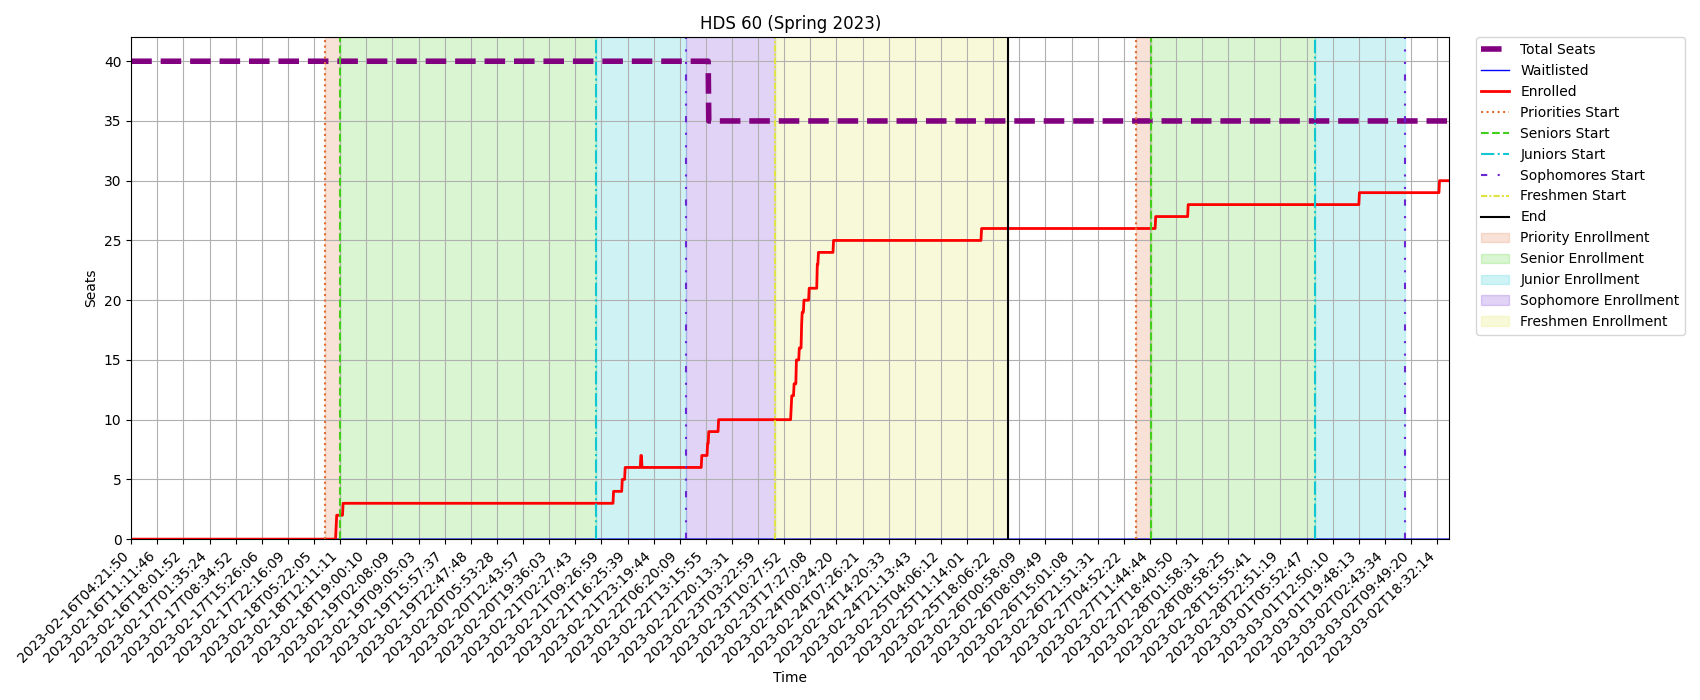 HDS 60 (Spring 2023)
40
35
30
25
20
15
10
5
0
Seats
2023-02-16T04:21:50
2023-02-16T11:11:46
2023-02-16T18:01:52
2023-02-17T01:35:24
2023-02-17T08:34:52
2023-02-17T15:26:06
2023-02-17T22:16:09
2023-02-18T05:22:05
2023-02-18T12:11:11
2023-02-18T19:00:10
2023-02-19T02:08:09
2023-02-19T09:05:03
2023-02-19T15:57:37
2023-02-19T22:47:48
2023-02-20T05:53:28
2023-02-20T12:43:57
2023-02-20T19:36:03
2023-02-21T02:27:43
2023-02-21T09:26:59
2023-02-21T16:25:39
2023-02-21T23:19:44
2023-02-22T06:20:09
2023-02-22T13:15:55
2023-02-22T20:13:31
2023-02-23T03:22:59
2023-02-23T10:27:52
2023-02-23T17:27:08
2023-02-24T00:24:20
2023-02-24T07:26:21
2023-02-24T14:20:33
2023-02-24T21:13:43
2023-02-25T04:06:12
2023-02-25T11:14:01
2023-02-25T18:06:22
2023-02-26T00:58:09
2023-02-26T08:09:49
2023-02-26T15:01:08
2023-02-26T21:51:31
2023-02-27T04:52:22
2023-02-27T11:44:44
2023-02-27T18:40:50
2023-02-28T01:58:31
2023-02-28T08:58:25
2023-02-28T15:55:41
2023-02-28T22:51:19
2023-03-01T05:52:47
2023-03-01T12:50:10
2023-03-01T19:48:13
2023-03-02T02:43:34
2023-03-02T09:49:20
2023-03-02T18:32:14
Time
Total Seats
Waitlisted
Enrolled
Priorities Start
Seniors Start
Juniors Start
Sophomores Start
Freshmen Start
End
Priority Enrollment
Senior Enrollment
Junior Enrollment
Sophomore Enrollment
Freshmen Enrollment